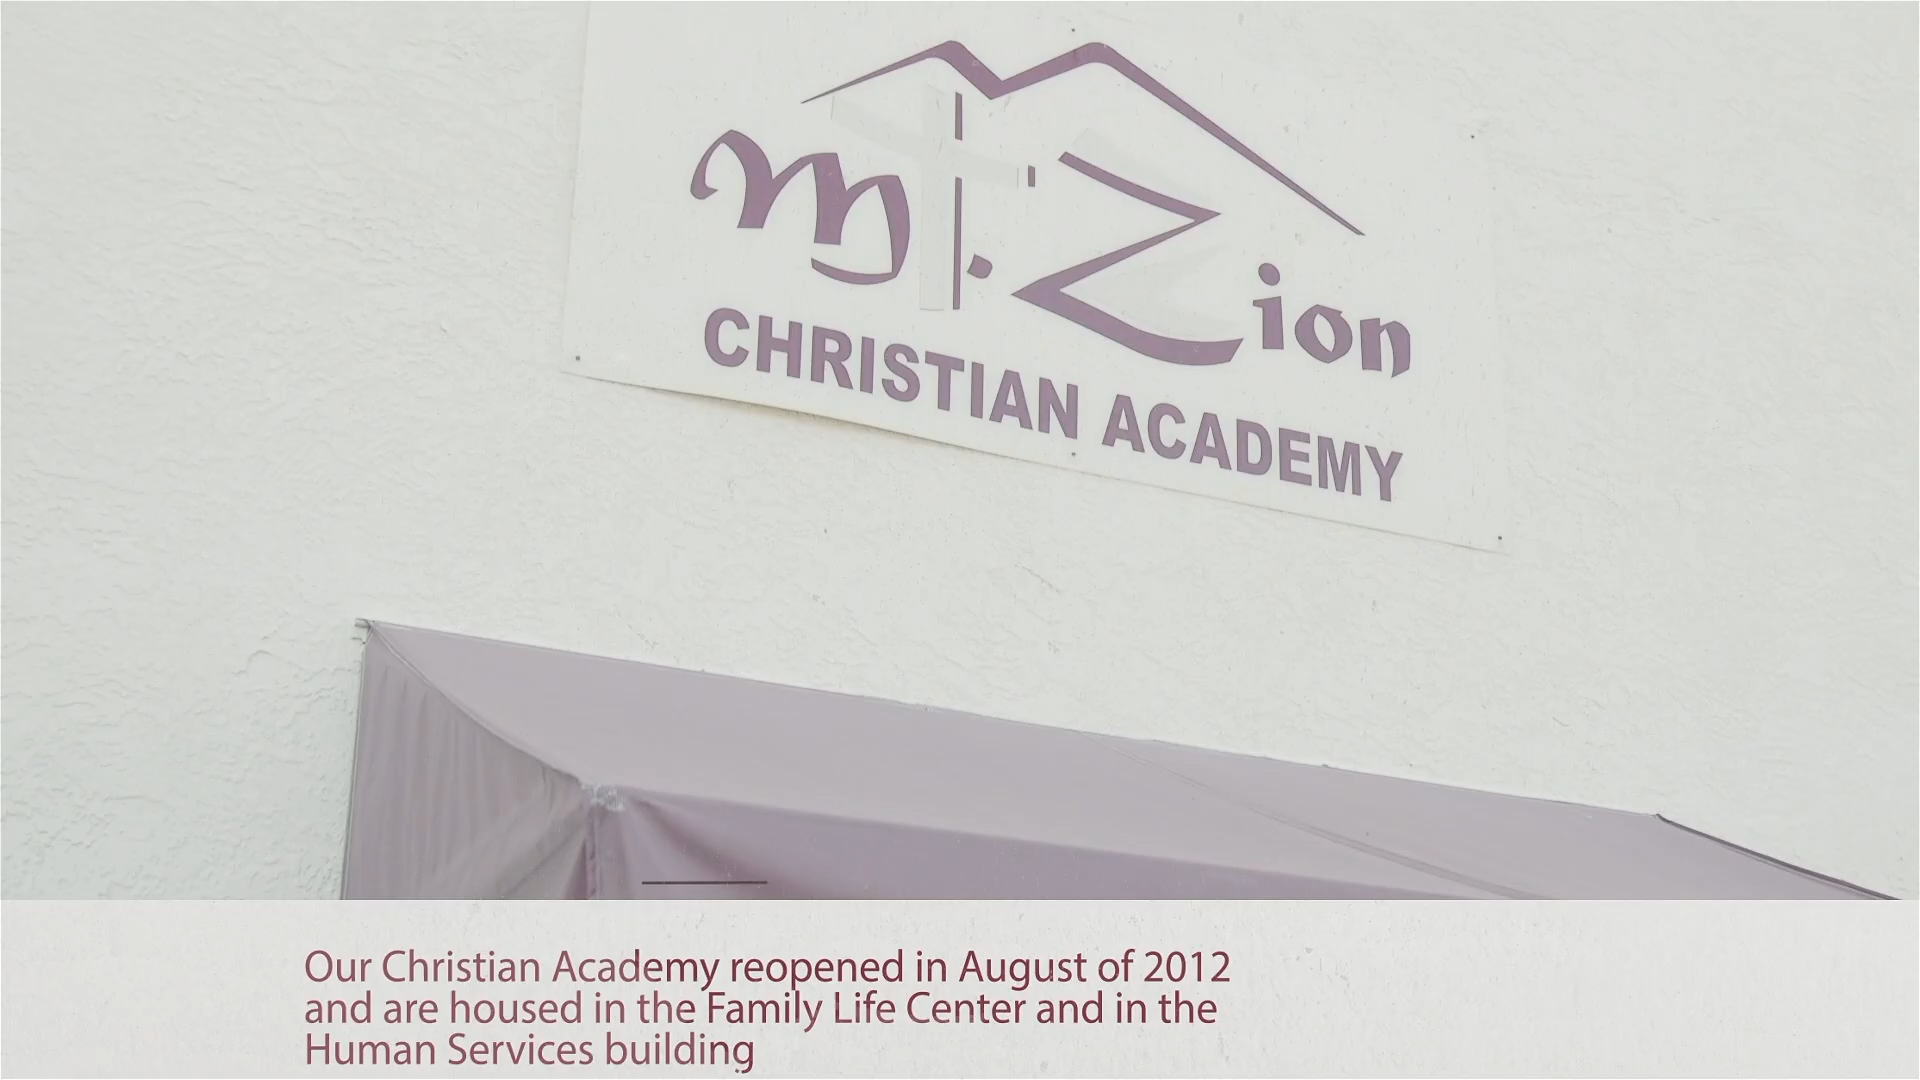 mt. Zion
CHRISTIAN ACADEMY
Our Christian Academy reopened in August of 2012
and are housed in the Family Life Center and in the
Human Services building